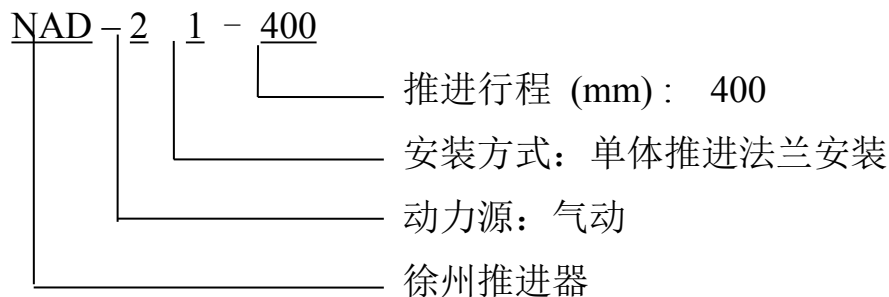 NAD－2 1－400
推进行程 (mm)： 400
安装方式：单体推进法兰安装
动力源：气动
徐州推进器